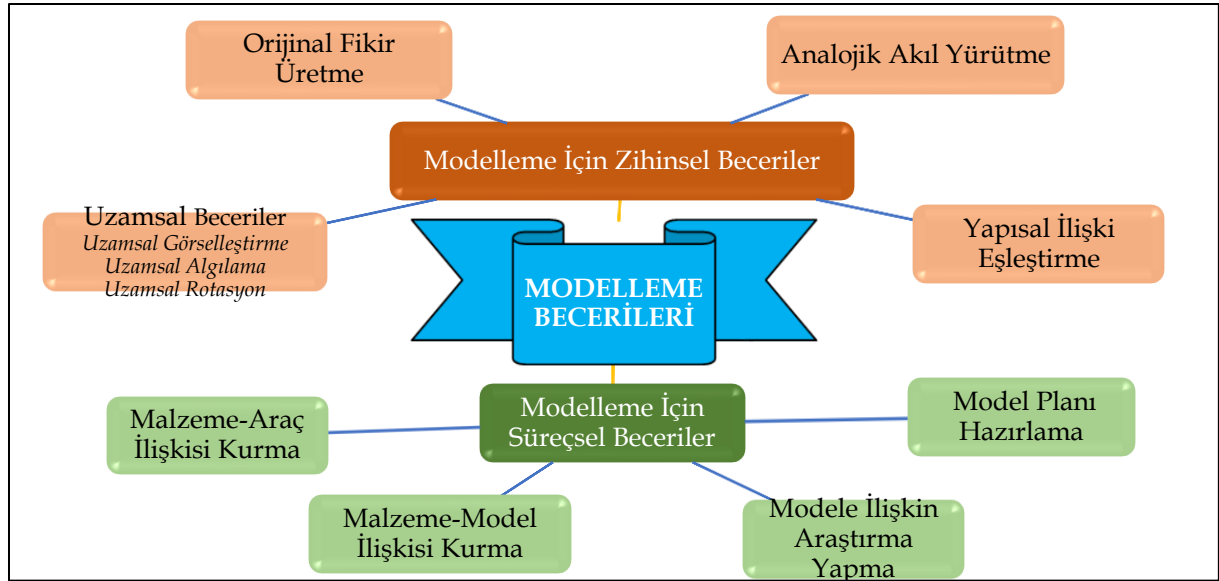 Orijinal Fikir
Üretme
Analojik Akıl Yürütme
Modelleme İçin Zihinsel Beceriler
Uzamsal Beceriler
Uzamsal Görselleştirme
Uzamsal Algılama
Uzamsal Rotasyon
Yapısal İlişki
Eşleştirme
MODELLEME
BECERİLERİ
Malzeme-Araç
İlişkisi Kurma
Modelleme İçin
Süreçsel Beceriler
Model Planı
Hazırlama
Malzeme-Model
İlişkisi Kurma
Modele İlişkin
Araştırma
Yapma